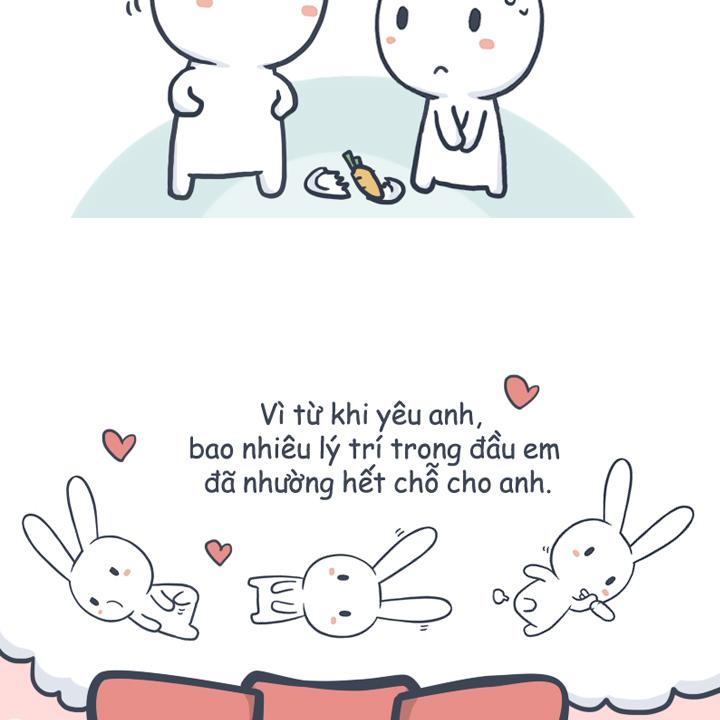 Vì từ khi yêu anh,
bao nhiêu lý trí trong đầu em
đã nhường hết chỗ cho anh.